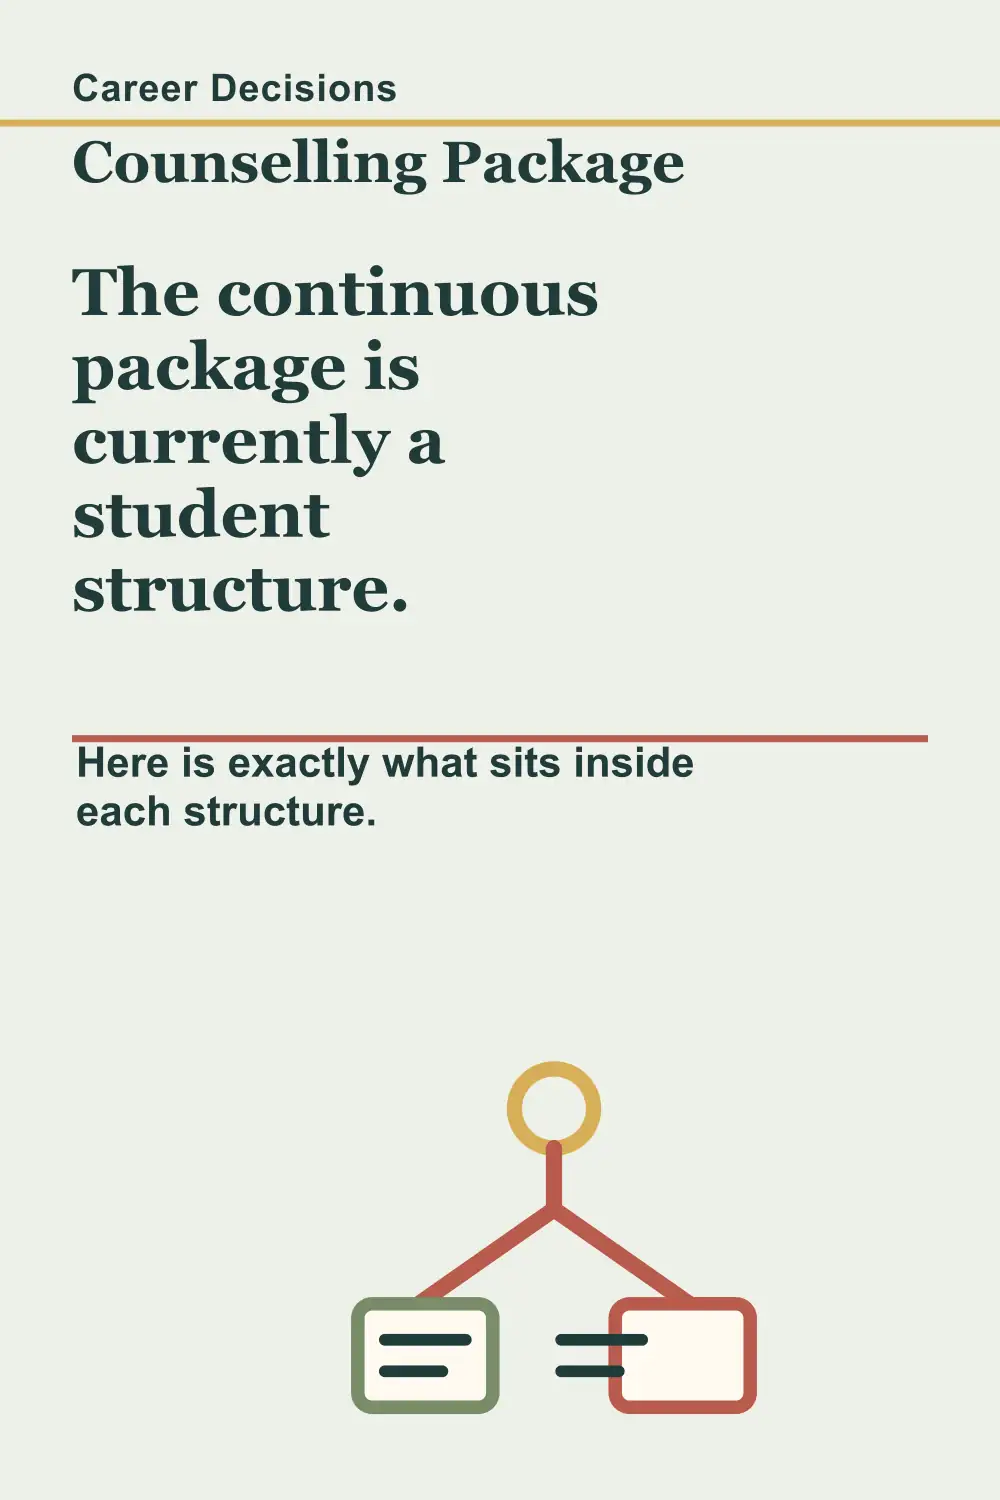 Career Decisions
Counselling Package
The continuous
package is
currently a
student
structure.
Here is exactly what sits inside
each structure.